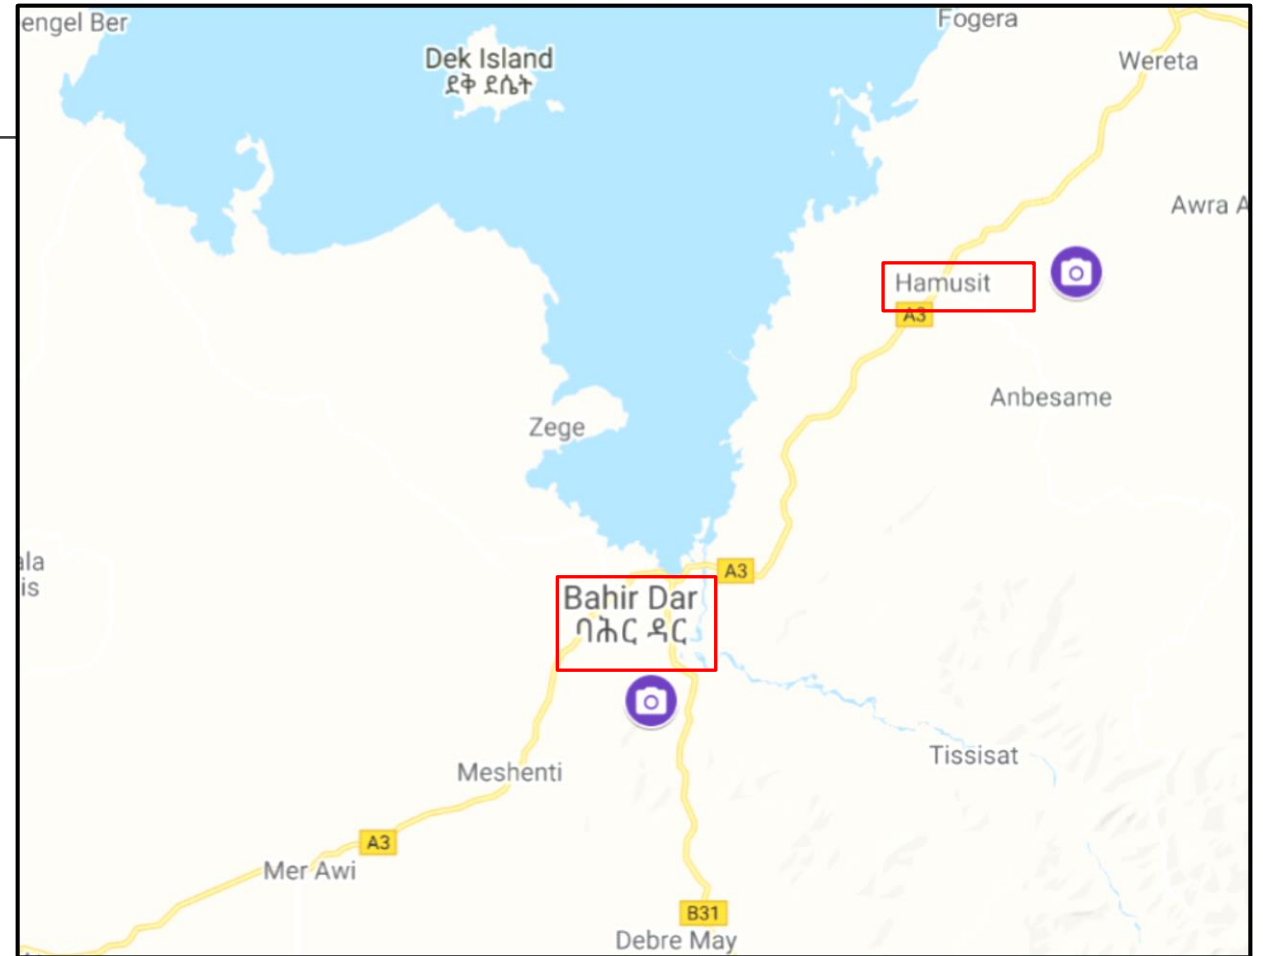 engel Ber
Fogera
Dek Island
ደቅ ደሴት
Wereta
Awra A
Hamusit
A3
Anbesame
Zege
ala
is
A3
Bahir Dar
ባሕር ዳር
Tissisat
Meshenti
A3
Mer Awi
B31
Debre May